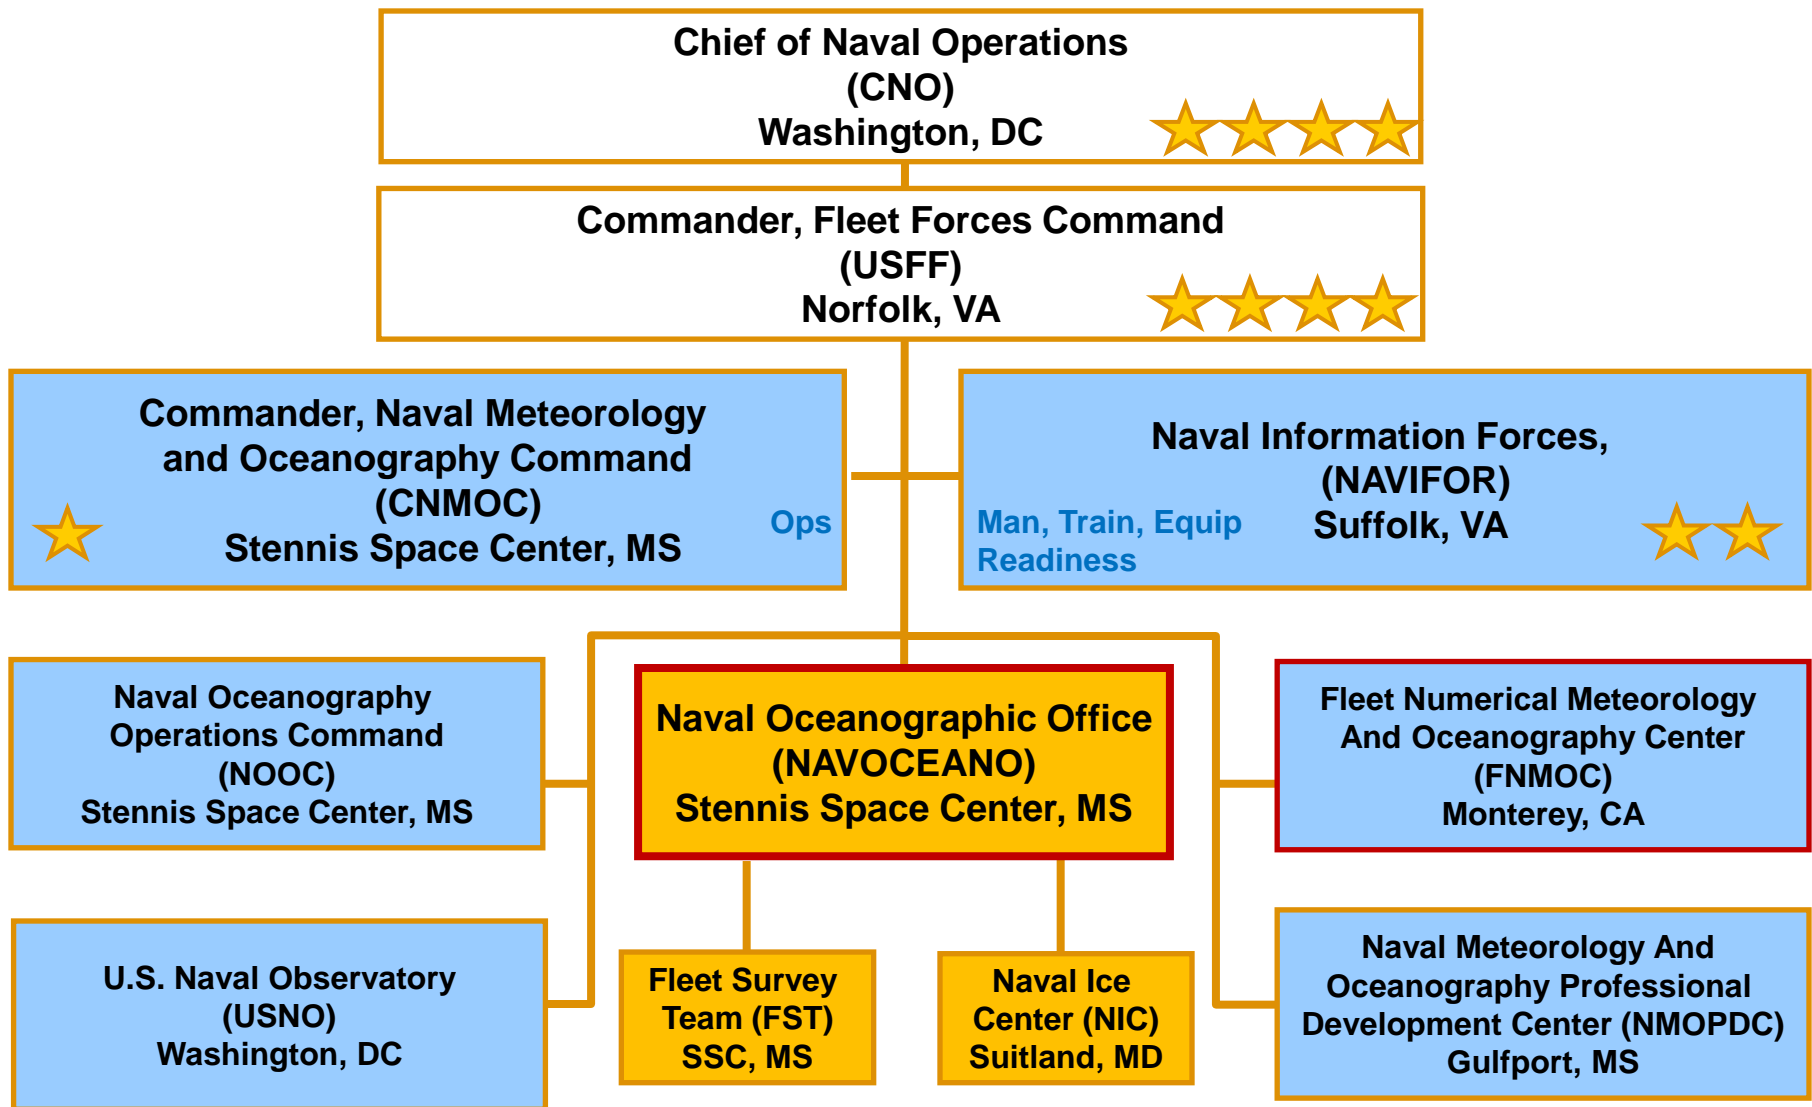 Chief of Naval Operations
(CNO)
Washington, DC
Commander, Fleet Forces Command
(USFF)
Norfolk, VA
Commander, Naval Meteorology
and Oceanography Command
(CNMOC)
Stennis Space Center, MS
Ops
Naval Information Forces,
(NAVIFOR)
Suffolk, VA
Man, Train, Equip
Readiness
Naval Oceanography
Operations Command
(NOOC)
Stennis Space Center, MS
Naval Oceanographic Office
(NAVOCEANO)
Stennis Space Center, MS
Fleet Numerical Meteorology
And Oceanography Center
(FNMOC)
Monterey, CA
U.S. Naval Observatory
(USNO)
Washington, DC
Fleet Survey
Team (FST)
SSC, MS
Naval Ice
Center (NIC)
Suitland, MD
Naval Meteorology And
Oceanography Professional
Development Center (NMOPDC)
Gulfport, MS